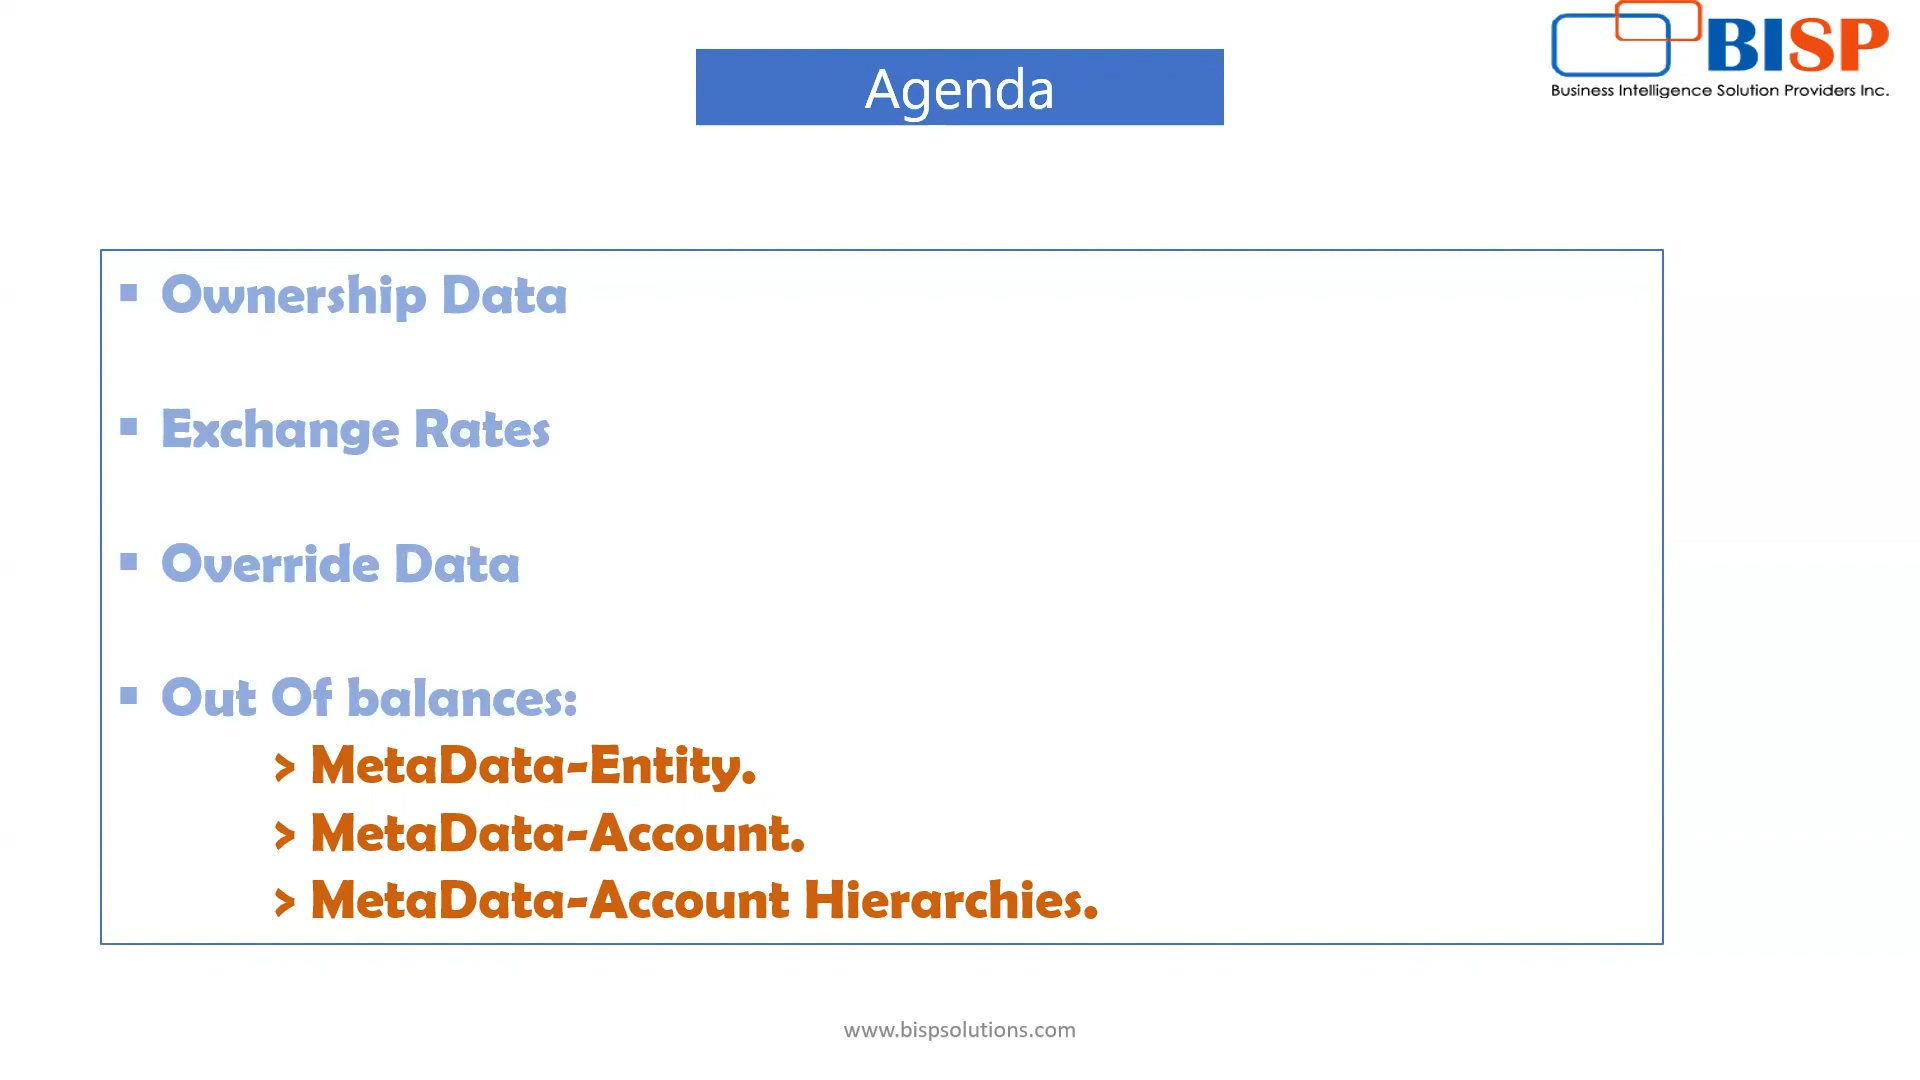 BISP
Business Intelligence Solution Providers Inc.
Agenda
▪ Ownership Data
▪ Exchange Rates
▪ Override Data
▪ Out Of balances:
> MetaData-Entity.
> MetaData-Account.
> MetaData-Account Hierarchies.
www.bispsolutions.com